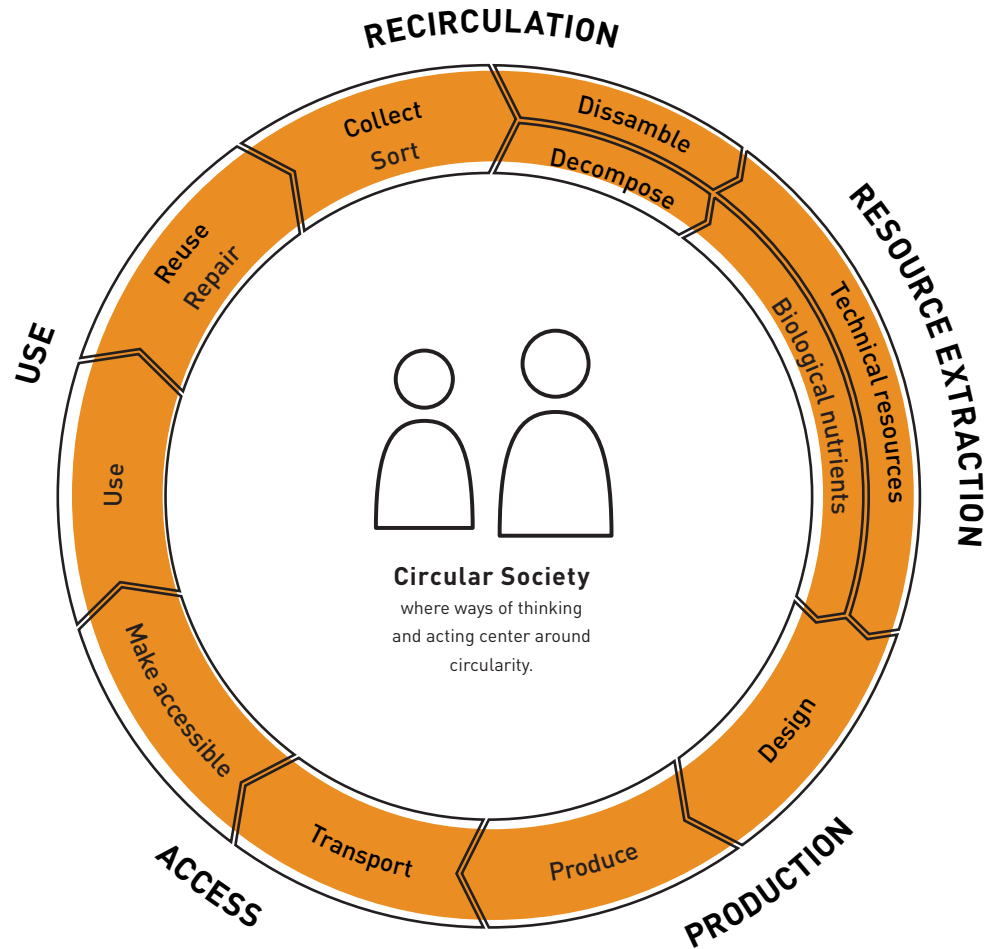 RECIRCULATION
Collect
Sort
Dissamble
Decompose
RESOURCE EXTRACTION
Technical resources
Biological nutrients
Design
PRODUCTION
Produce
Transport
ACCESS
Make accessible
Use
USE
Reuse
Repair
Circular Society
where ways of thinking
and acting center around
circularity.